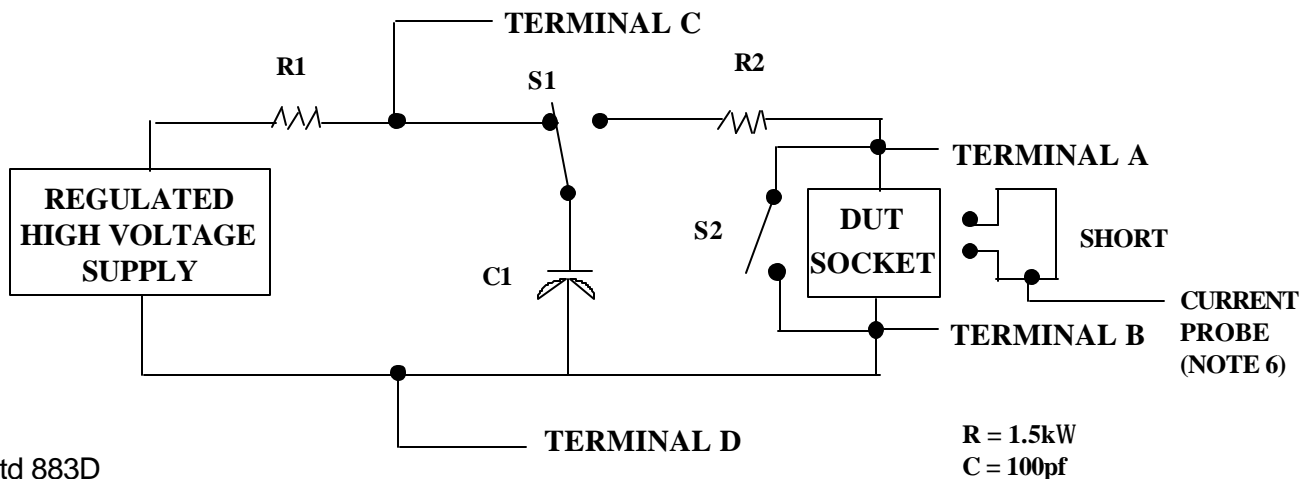 TERMINAL C
R1
S1
R2
REGULATED
HIGH VOLTAGE
SUPPLY
C1
S2
TERMINAL A
DUT
SOCKET
SHORT
CURRENT
PROBE
(NOTE 6)
TERMINAL B
TERMINAL D
R = 1.5kW
C = 100pf
td 883D